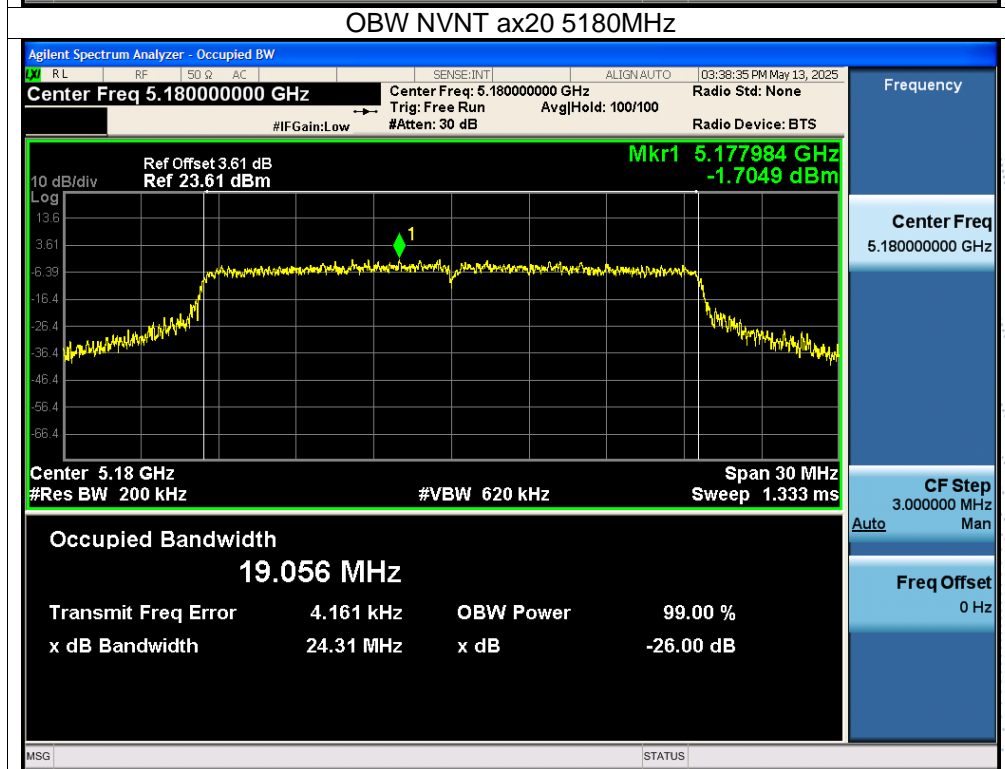 OBW NVNT ax20 5180MHz
Agilent Spectrum Analyzer - Occupied BW
LXI RL RF 50 Ω AC SENSE:INT ALIGN AUTO 03:38:35 PM May 13, 2025
Center Freq 5.180000000 GHz Center Freq: 5.180000000 GHz Radio Std: None
Trig: Free Run Avg|Hold: 100/100
#IFGain:Low #Atten: 30 dB Radio Device: BTS
Mkr1 5.177984 GHz
-1.7049 dBm
Ref Offset 3.61 dB
10 dB/div Ref 23.61 dBm
Log
13.6
3.61
-6.39
-16.4
-26.4
-36.4
-46.4
-56.4
-66.4
1
Center 5.18 GHz Span 30 MHz
#Res BW 200 kHz #VBW 620 kHz Sweep 1.333 ms
Occupied Bandwidth
19.056 MHz
Transmit Freq Error 4.161 kHz OBW Power 99.00 %
x dB Bandwidth 24.31 MHz x dB -26.00 dB
MSG STATUS
Frequency
Center Freq
5.180000000 GHz
CF Step
3.000000 MHz
Auto Man
Freq Offset
0 Hz